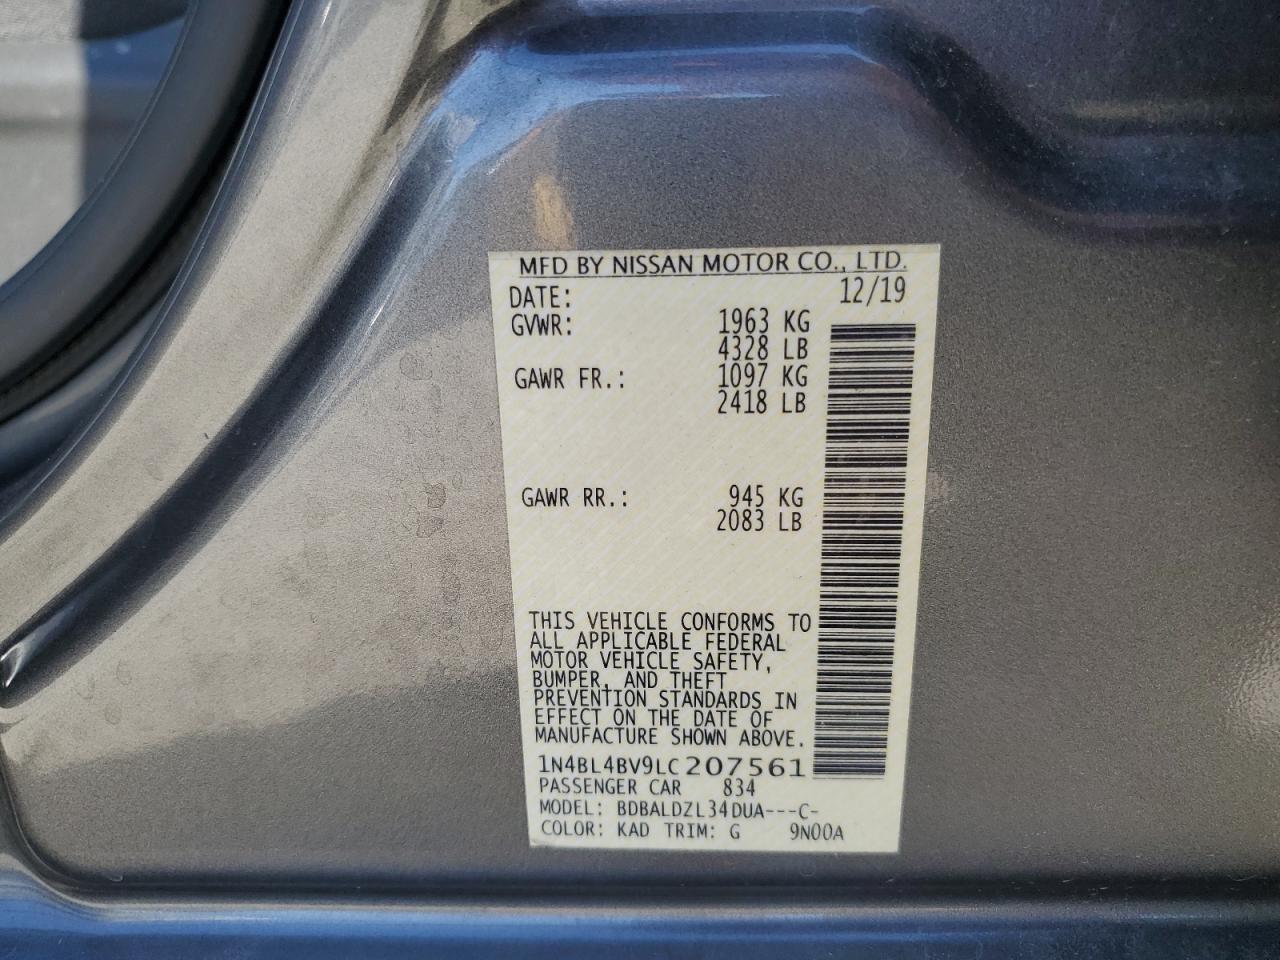 MFD BY NISSAN MOTOR CO., LTD.
DATE: 12/19
GVWR: 1963 KG
4328 LB
GAWR FR.: 1097 KG
2418 LB
GAWR RR.: 945 KG
2083 LB
THIS VEHICLE CONFORMS TO
ALL APPLICABLE FEDERAL
MOTOR VEHICLE SAFETY,
BUMPER, AND THEFT
PREVENTION STANDARDS IN
EFFECT ON THE DATE OF
MANUFACTURE SHOWN ABOVE.
1N4BL4BV9LC207561
PASSENGER CAR 834
MODEL: BDBALDZL34DUA---C-
COLOR: KAD TRIM: G 9N00A